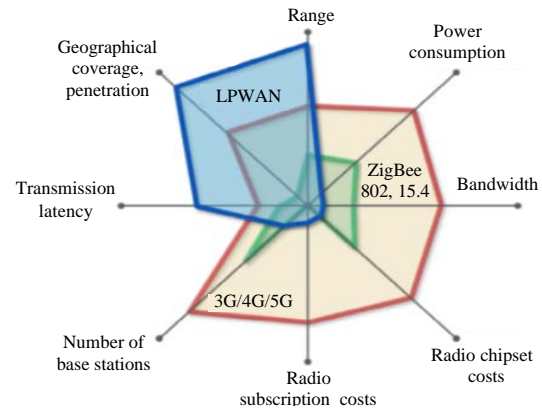 Range
Power
consumption
Geographical
coverage,
penetration
LPWAN
ZigBee
802, 15.4
Bandwidth
Transmission
latency
3G/4G/5G
Number of
base stations
Radio chipset
costs
Radio
subscription costs